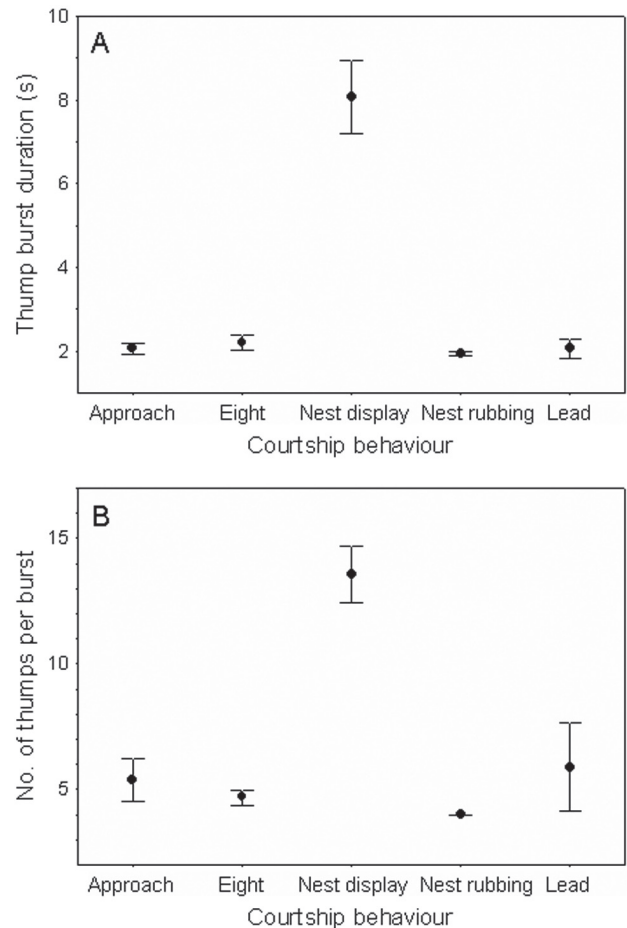 A
Thump burst duration (s)
10
8
6
4
2
Approach Eight Nest display Nest rubbing Lead
Courtship behaviour
B
No. of thumps per burst
15
10
5
Approach Eight Nest display Nest rubbing Lead
Courtship behaviour